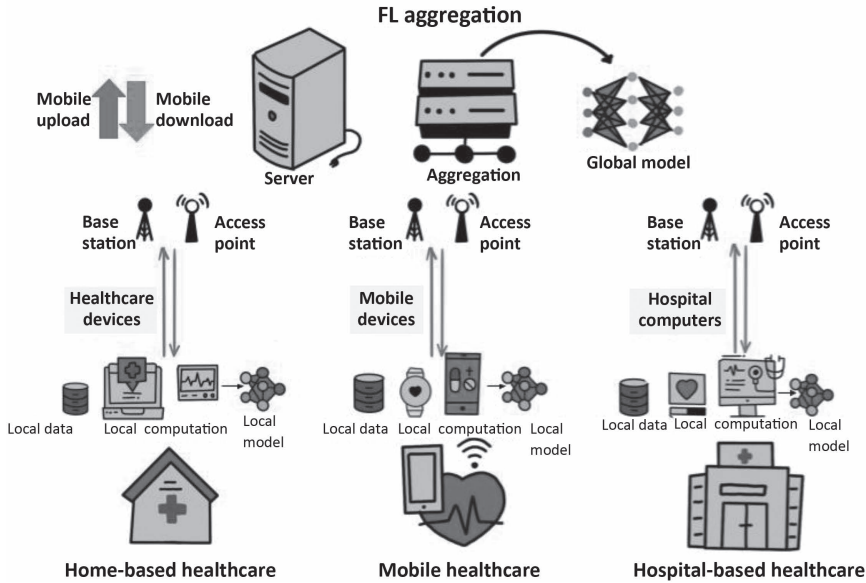 FL aggregation
Mobile upload
Mobile download
Server
Aggregation
Global model
Base station
Access point
Base station
Access point
Base station
Access point
Healthcare devices
Mobile devices
Hospital computers
Local data
Local computation
Local model
Local data
Local computation
Local model
Local data
Local computation
Local model
Home-based healthcare
Mobile healthcare
Hospital-based healthcare